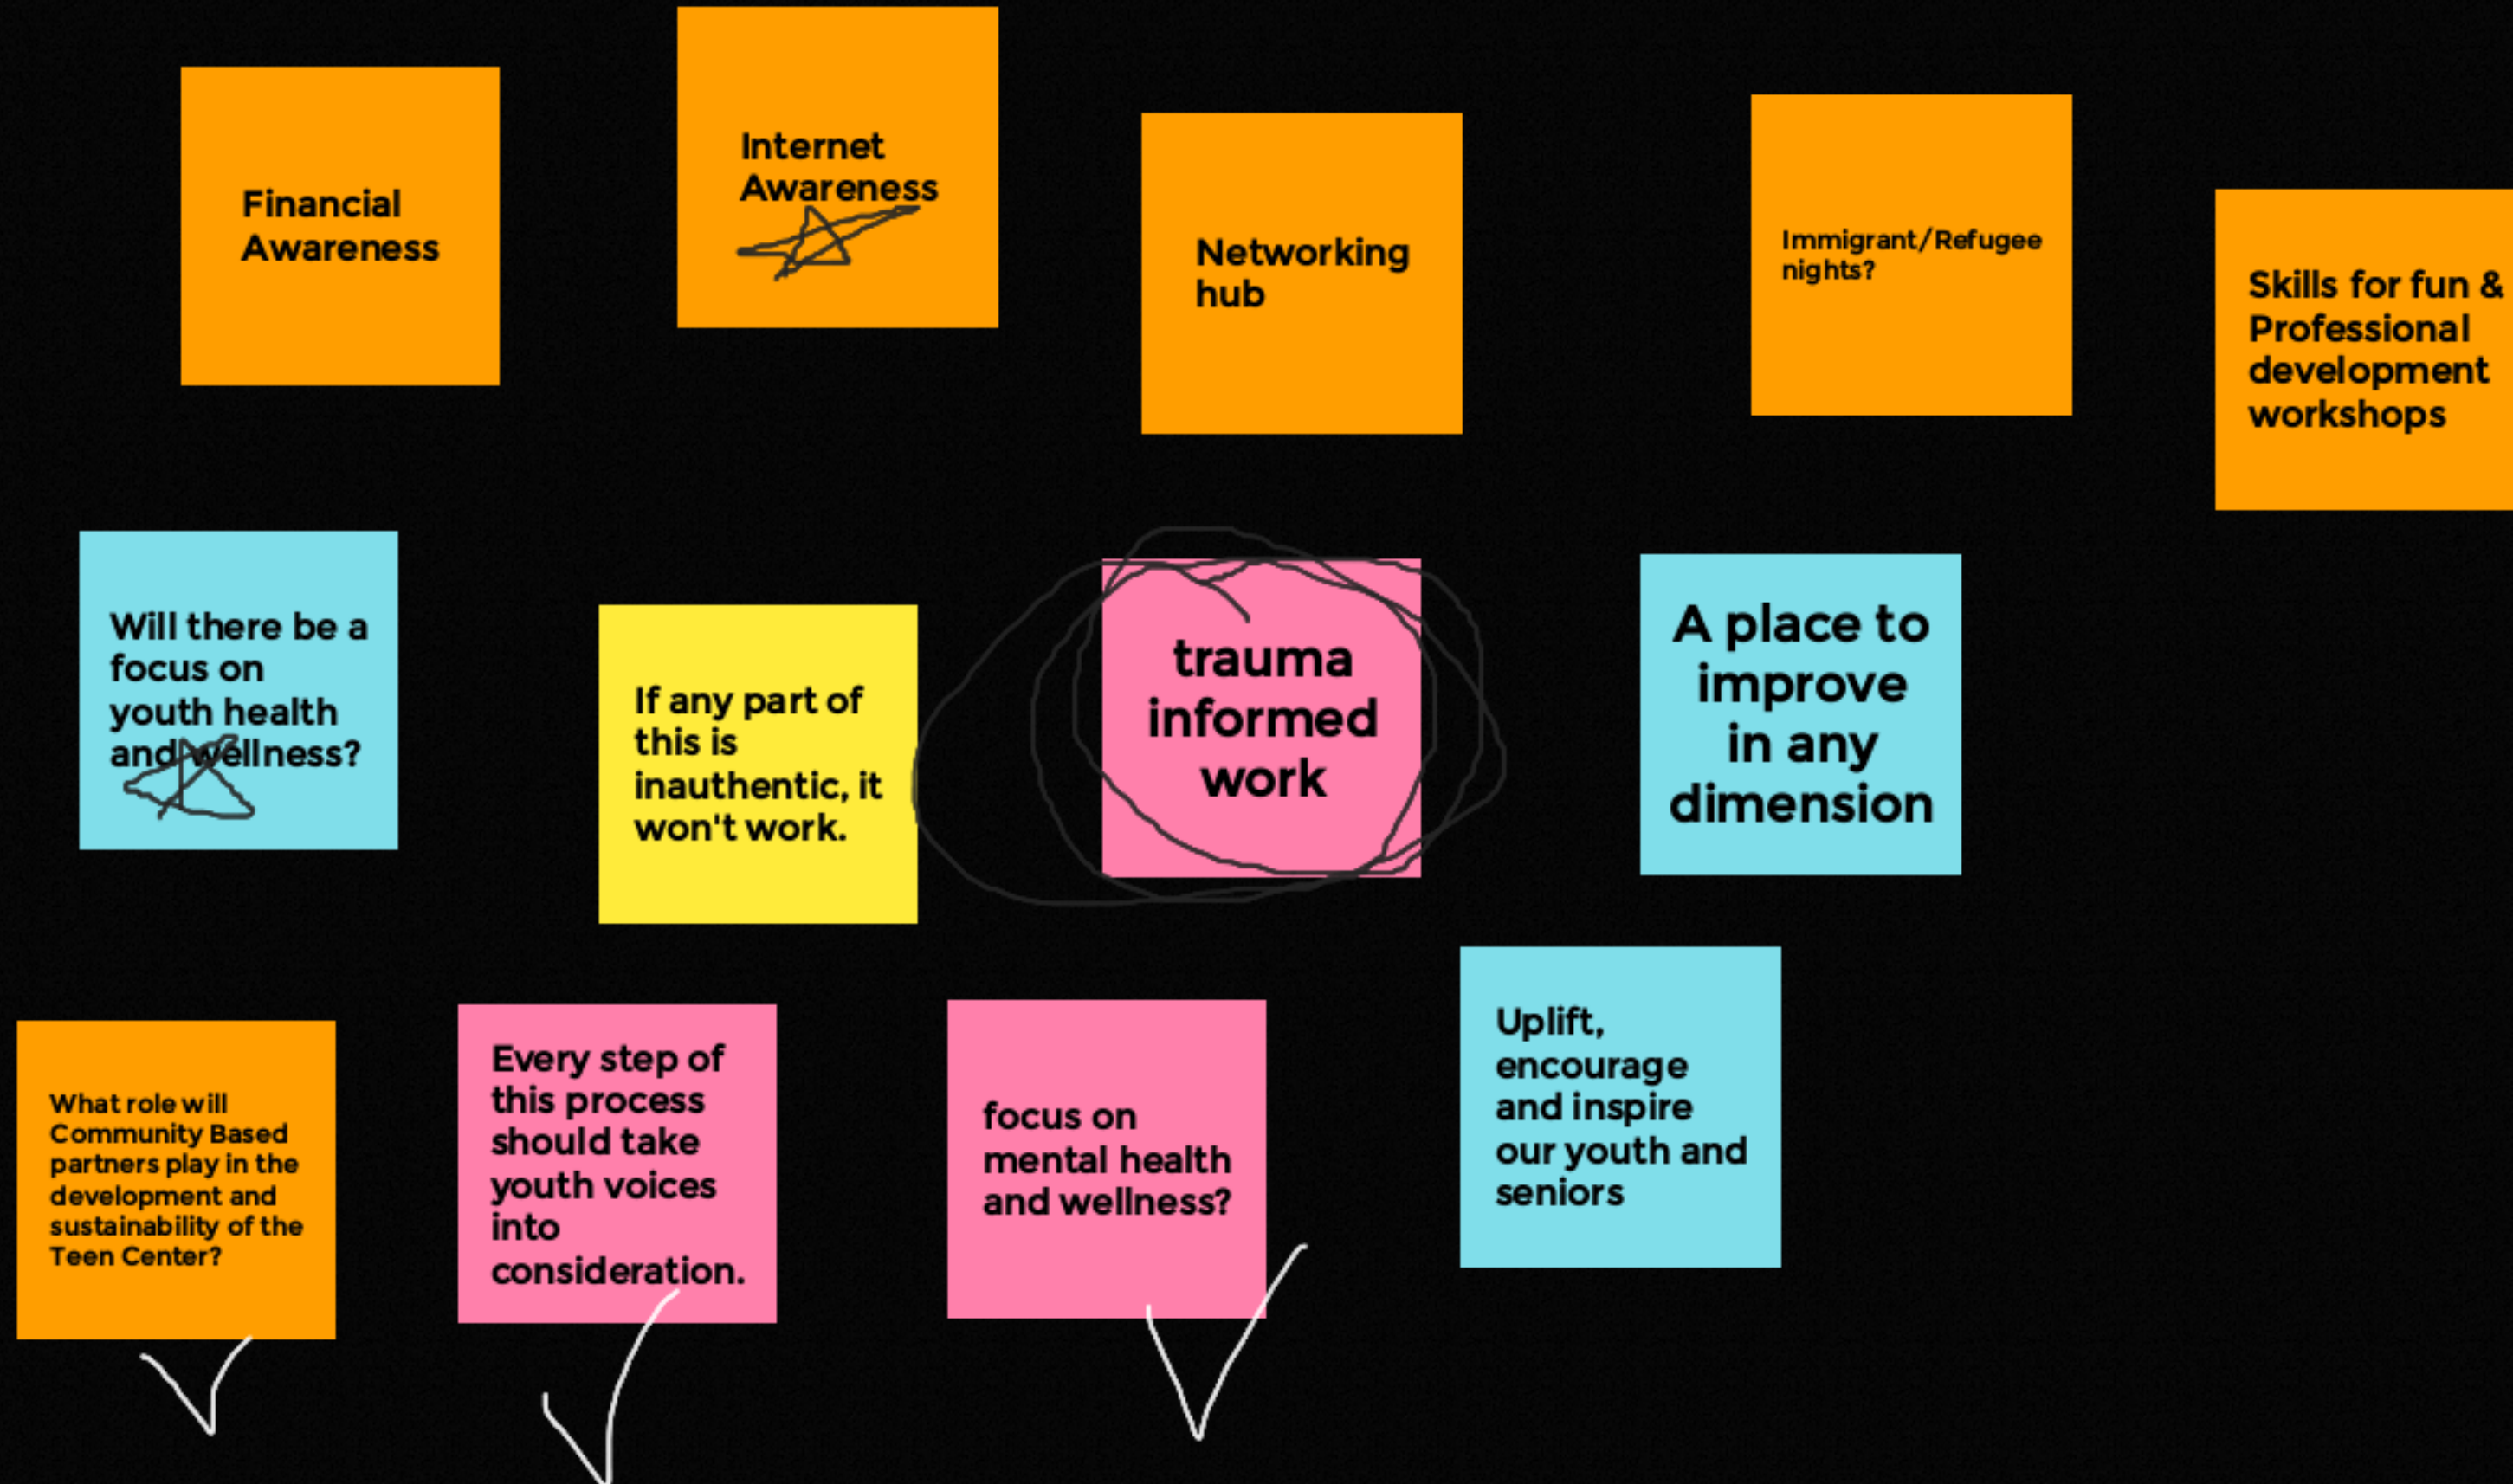 Financial
Awareness
Internet
Awareness
Networking
hub
Immigrant/Refugee
nights?
Skills for fun &
Professional
development
workshops
Will there be a
focus on
youth health
and wellness?
If any part of
this is
inauthentic, it
won't work.
trauma
informed
work
A place to
improve
in any
dimension
What role will
Community Based
partners play in the
development and
sustainability of the
Teen Center?
Every step of
this process
should take
youth voices
into
consideration.
focus on
mental health
and wellness?
Uplift,
encourage
and inspire
our youth and
seniors